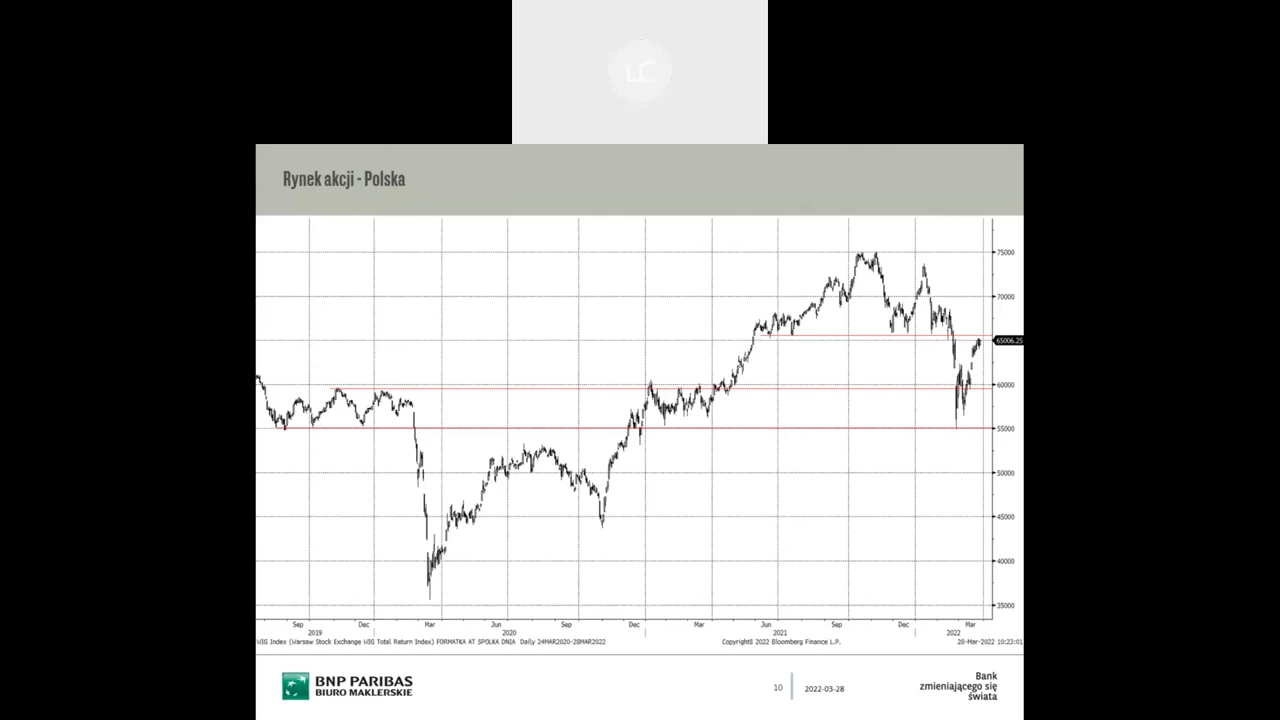 LC
Rynek akcji - Polska
75000
70000
65006.25
60000
55000
50000
45000
40000
35000
Sep Dec Mar Jun Sep Dec Mar Jun Sep Dec Mar
2019 2020 2021 2022
WIG Index (Warsaw Stock Exchange WIG Total Return Index) FORMATKA AT SPOLKA DNIA Daily 24MAR2020-28MAR2022 Copyright© 2022 Bloomberg Finance L.P. 28-Mar-2022 10:23:01
BNP PARIBAS
BIURO MAKLERSKIE
10 2022-03-28
Bank
zmieniającego się
świata